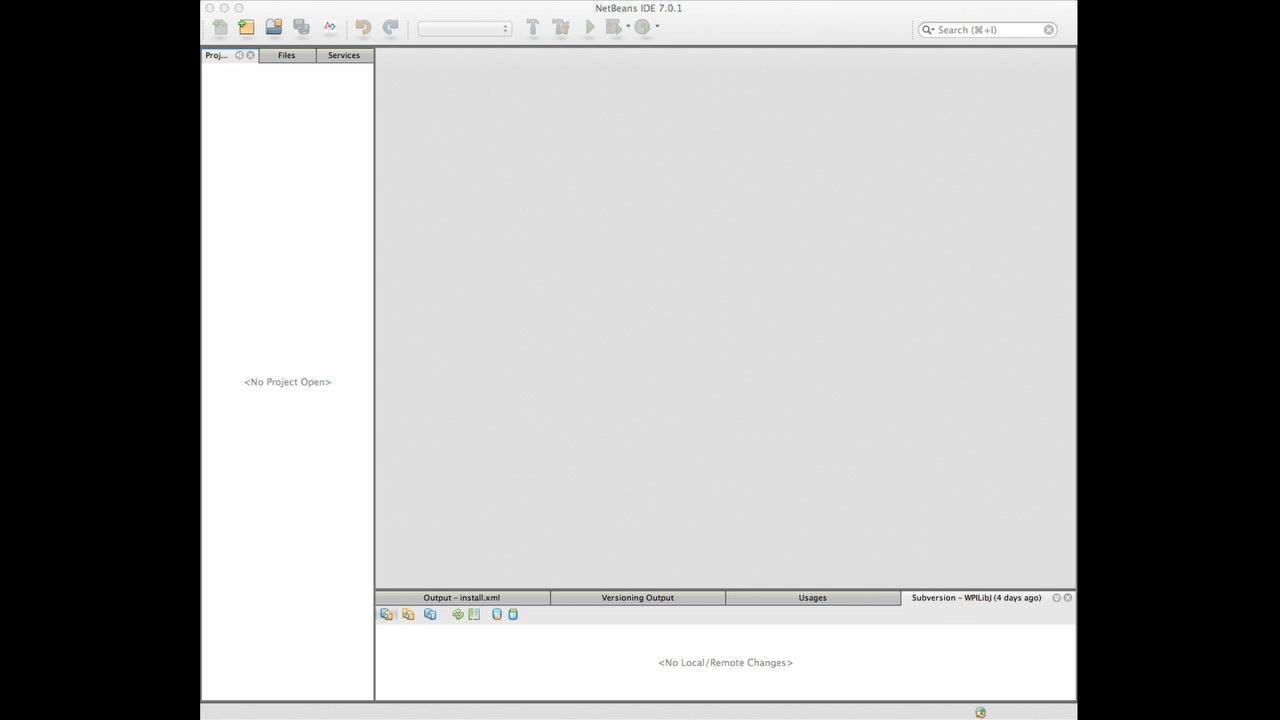 NetBeans IDE 7.0.1
Search (⌘+I)
Proj...
Files
Services
<No Project Open>
Output – install.xml
Versioning Output
Usages
Subversion – WPILibJ (4 days ago)
<No Local/Remote Changes>